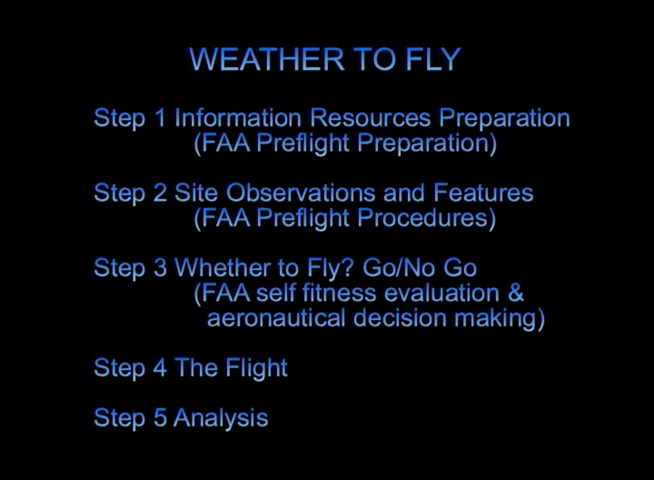 WEATHER TO FLY
Step 1 Information Resources Preparation
(FAA Preflight Preparation)
Step 2 Site Observations and Features
(FAA Preflight Procedures)
Step 3 Whether to Fly? Go/No Go
(FAA self fitness evaluation &
aeronautical decision making)
Step 4 The Flight
Step 5 Analysis